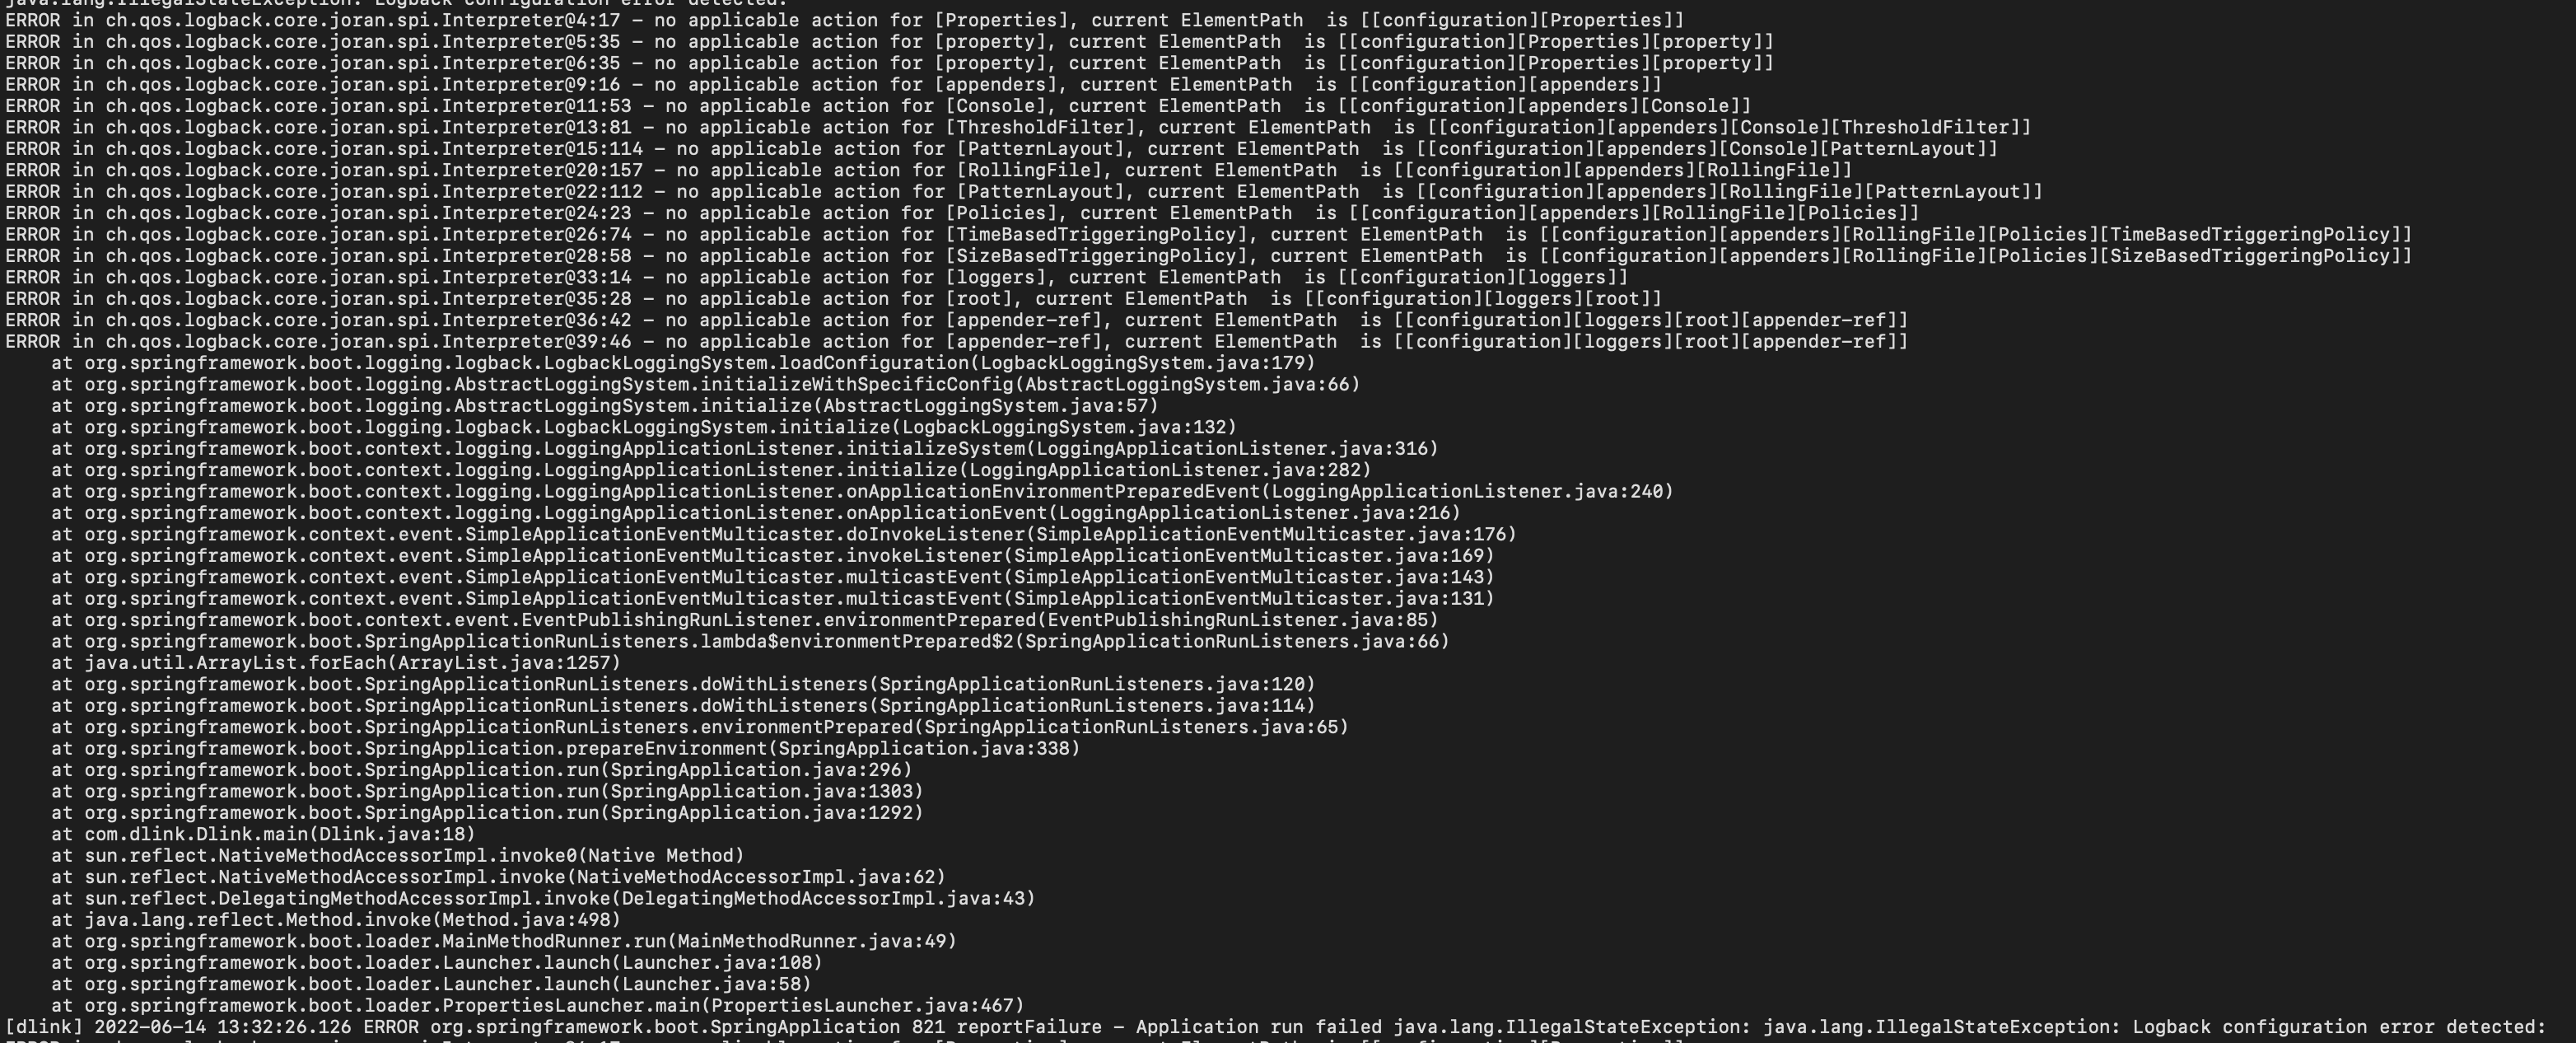 java.lang.IllegalStateException: Logback configuration error detected:
ERROR in ch.qos.logback.core.joran.spi.Interpreter@4:17 – no applicable action for [Properties], current ElementPath  is [[configuration][Properties]]
ERROR in ch.qos.logback.core.joran.spi.Interpreter@5:35 – no applicable action for [property], current ElementPath  is [[configuration][Properties][property]]
ERROR in ch.qos.logback.core.joran.spi.Interpreter@6:35 – no applicable action for [property], current ElementPath  is [[configuration][Properties][property]]
ERROR in ch.qos.logback.core.joran.spi.Interpreter@9:16 – no applicable action for [appenders], current ElementPath  is [[configuration][appenders]]
ERROR in ch.qos.logback.core.joran.spi.Interpreter@11:53 – no applicable action for [Console], current ElementPath  is [[configuration][appenders][Console]]
ERROR in ch.qos.logback.core.joran.spi.Interpreter@13:81 – no applicable action for [ThresholdFilter], current ElementPath  is [[configuration][appenders][Console][ThresholdFilter]]
ERROR in ch.qos.logback.core.joran.spi.Interpreter@15:114 – no applicable action for [PatternLayout], current ElementPath  is [[configuration][appenders][Console][PatternLayout]]
ERROR in ch.qos.logback.core.joran.spi.Interpreter@20:157 – no applicable action for [RollingFile], current ElementPath  is [[configuration][appenders][RollingFile]]
ERROR in ch.qos.logback.core.joran.spi.Interpreter@22:112 – no applicable action for [PatternLayout], current ElementPath  is [[configuration][appenders][RollingFile][PatternLayout]]
ERROR in ch.qos.logback.core.joran.spi.Interpreter@24:23 – no applicable action for [Policies], current ElementPath  is [[configuration][appenders][RollingFile][Policies]]
ERROR in ch.qos.logback.core.joran.spi.Interpreter@26:74 – no applicable action for [TimeBasedTriggeringPolicy], current ElementPath  is [[configuration][appenders][RollingFile][Policies][TimeBasedTriggeringPolicy]]
ERROR in ch.qos.logback.core.joran.spi.Interpreter@28:58 – no applicable action for [SizeBasedTriggeringPolicy], current ElementPath  is [[configuration][appenders][RollingFile][Policies][SizeBasedTriggeringPolicy]]
ERROR in ch.qos.logback.core.joran.spi.Interpreter@33:14 – no applicable action for [loggers], current ElementPath  is [[configuration][loggers]]
ERROR in ch.qos.logback.core.joran.spi.Interpreter@35:28 – no applicable action for [root], current ElementPath  is [[configuration][loggers][root]]
ERROR in ch.qos.logback.core.joran.spi.Interpreter@36:42 – no applicable action for [appender-ref], current ElementPath  is [[configuration][loggers][root][appender-ref]]
ERROR in ch.qos.logback.core.joran.spi.Interpreter@39:46 – no applicable action for [appender-ref], current ElementPath  is [[configuration][loggers][root][appender-ref]]
at org.springframework.boot.logging.logback.LogbackLoggingSystem.loadConfiguration(LogbackLoggingSystem.java:179)
at org.springframework.boot.logging.AbstractLoggingSystem.initializeWithSpecificConfig(AbstractLoggingSystem.java:66)
at org.springframework.boot.logging.AbstractLoggingSystem.initialize(AbstractLoggingSystem.java:57)
at org.springframework.boot.logging.logback.LogbackLoggingSystem.initialize(LogbackLoggingSystem.java:132)
at org.springframework.boot.context.logging.LoggingApplicationListener.initializeSystem(LoggingApplicationListener.java:316)
at org.springframework.boot.context.logging.LoggingApplicationListener.initialize(LoggingApplicationListener.java:282)
at org.springframework.boot.context.logging.LoggingApplicationListener.onApplicationEnvironmentPreparedEvent(LoggingApplicationListener.java:240)
at org.springframework.boot.context.logging.LoggingApplicationListener.onApplicationEvent(LoggingApplicationListener.java:216)
at org.springframework.context.event.SimpleApplicationEventMulticaster.doInvokeListener(SimpleApplicationEventMulticaster.java:176)
at org.springframework.context.event.SimpleApplicationEventMulticaster.invokeListener(SimpleApplicationEventMulticaster.java:169)
at org.springframework.context.event.SimpleApplicationEventMulticaster.multicastEvent(SimpleApplicationEventMulticaster.java:143)
at org.springframework.context.event.SimpleApplicationEventMulticaster.multicastEvent(SimpleApplicationEventMulticaster.java:131)
at org.springframework.boot.context.event.EventPublishingRunListener.environmentPrepared(EventPublishingRunListener.java:85)
at org.springframework.boot.SpringApplicationRunListeners.lambda$environmentPrepared$2(SpringApplicationRunListeners.java:66)
at java.util.ArrayList.forEach(ArrayList.java:1257)
at org.springframework.boot.SpringApplicationRunListeners.doWithListeners(SpringApplicationRunListeners.java:120)
at org.springframework.boot.SpringApplicationRunListeners.doWithListeners(SpringApplicationRunListeners.java:114)
at org.springframework.boot.SpringApplicationRunListeners.environmentPrepared(SpringApplicationRunListeners.java:65)
at org.springframework.boot.SpringApplication.prepareEnvironment(SpringApplication.java:338)
at org.springframework.boot.SpringApplication.run(SpringApplication.java:296)
at org.springframework.boot.SpringApplication.run(SpringApplication.java:1303)
at org.springframework.boot.SpringApplication.run(SpringApplication.java:1292)
at com.dlink.Dlink.main(Dlink.java:18)
at sun.reflect.NativeMethodAccessorImpl.invoke0(Native Method)
at sun.reflect.NativeMethodAccessorImpl.invoke(NativeMethodAccessorImpl.java:62)
at sun.reflect.DelegatingMethodAccessorImpl.invoke(DelegatingMethodAccessorImpl.java:43)
at java.lang.reflect.Method.invoke(Method.java:498)
at org.springframework.boot.loader.MainMethodRunner.run(MainMethodRunner.java:49)
at org.springframework.boot.loader.Launcher.launch(Launcher.java:108)
at org.springframework.boot.loader.Launcher.launch(Launcher.java:58)
at org.springframework.boot.loader.PropertiesLauncher.main(PropertiesLauncher.java:467)
[dlink] 2022-06-14 13:32:26.126 ERROR org.springframework.boot.SpringApplication 821 reportFailure – Application run failed java.lang.IllegalStateException: java.lang.IllegalStateException: Logback configuration error detected: